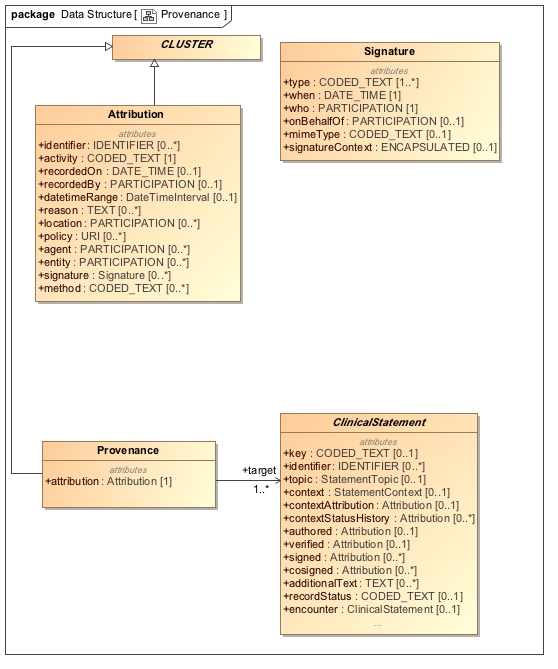 package Data Structure [ Provenance ]
CLUSTER
Signature
attributes
+type : CODED_TEXT [1..*]
+when : DATE_TIME [1]
+who : PARTICIPATION [1]
+onBehalfOf : PARTICIPATION [0..1]
+mimeType : CODED_TEXT [0..1]
+signatureContext : ENCAPSULATED [0..1]
Attribution
attributes
+identifier : IDENTIFIER [0..*]
+activity : CODED_TEXT [1]
+recordedOn : DATE_TIME [0..1]
+recordedBy : PARTICIPATION [0..1]
+datetimeRange : DateTimeInterval [0..1]
+reason : TEXT [0..*]
+location : PARTICIPATION [0..*]
+policy : URI [0..*]
+agent : PARTICIPATION [0..*]
+entity : PARTICIPATION [0..*]
+signature : Signature [0..*]
+method : CODED_TEXT [0..*]
Provenance
attributes
+attribution : Attribution [1]
+target
1..*
ClinicalStatement
attributes
+key : CODED_TEXT [0..1]
+identifier : IDENTIFIER [0..*]
+topic : StatementTopic [0..1]
+context : StatementContext [0..1]
+contextAttribution : Attribution [0..1]
+contextStatusHistory : Attribution [0..*]
+authored : Attribution [0..1]
+verified : Attribution [0..1]
+signed : Attribution [0..*]
+cosigned : Attribution [0..*]
+additionalText : TEXT [0..*]
+recordStatus : CODED_TEXT [0..1]
+encounter : ClinicalStatement [0..1]
...